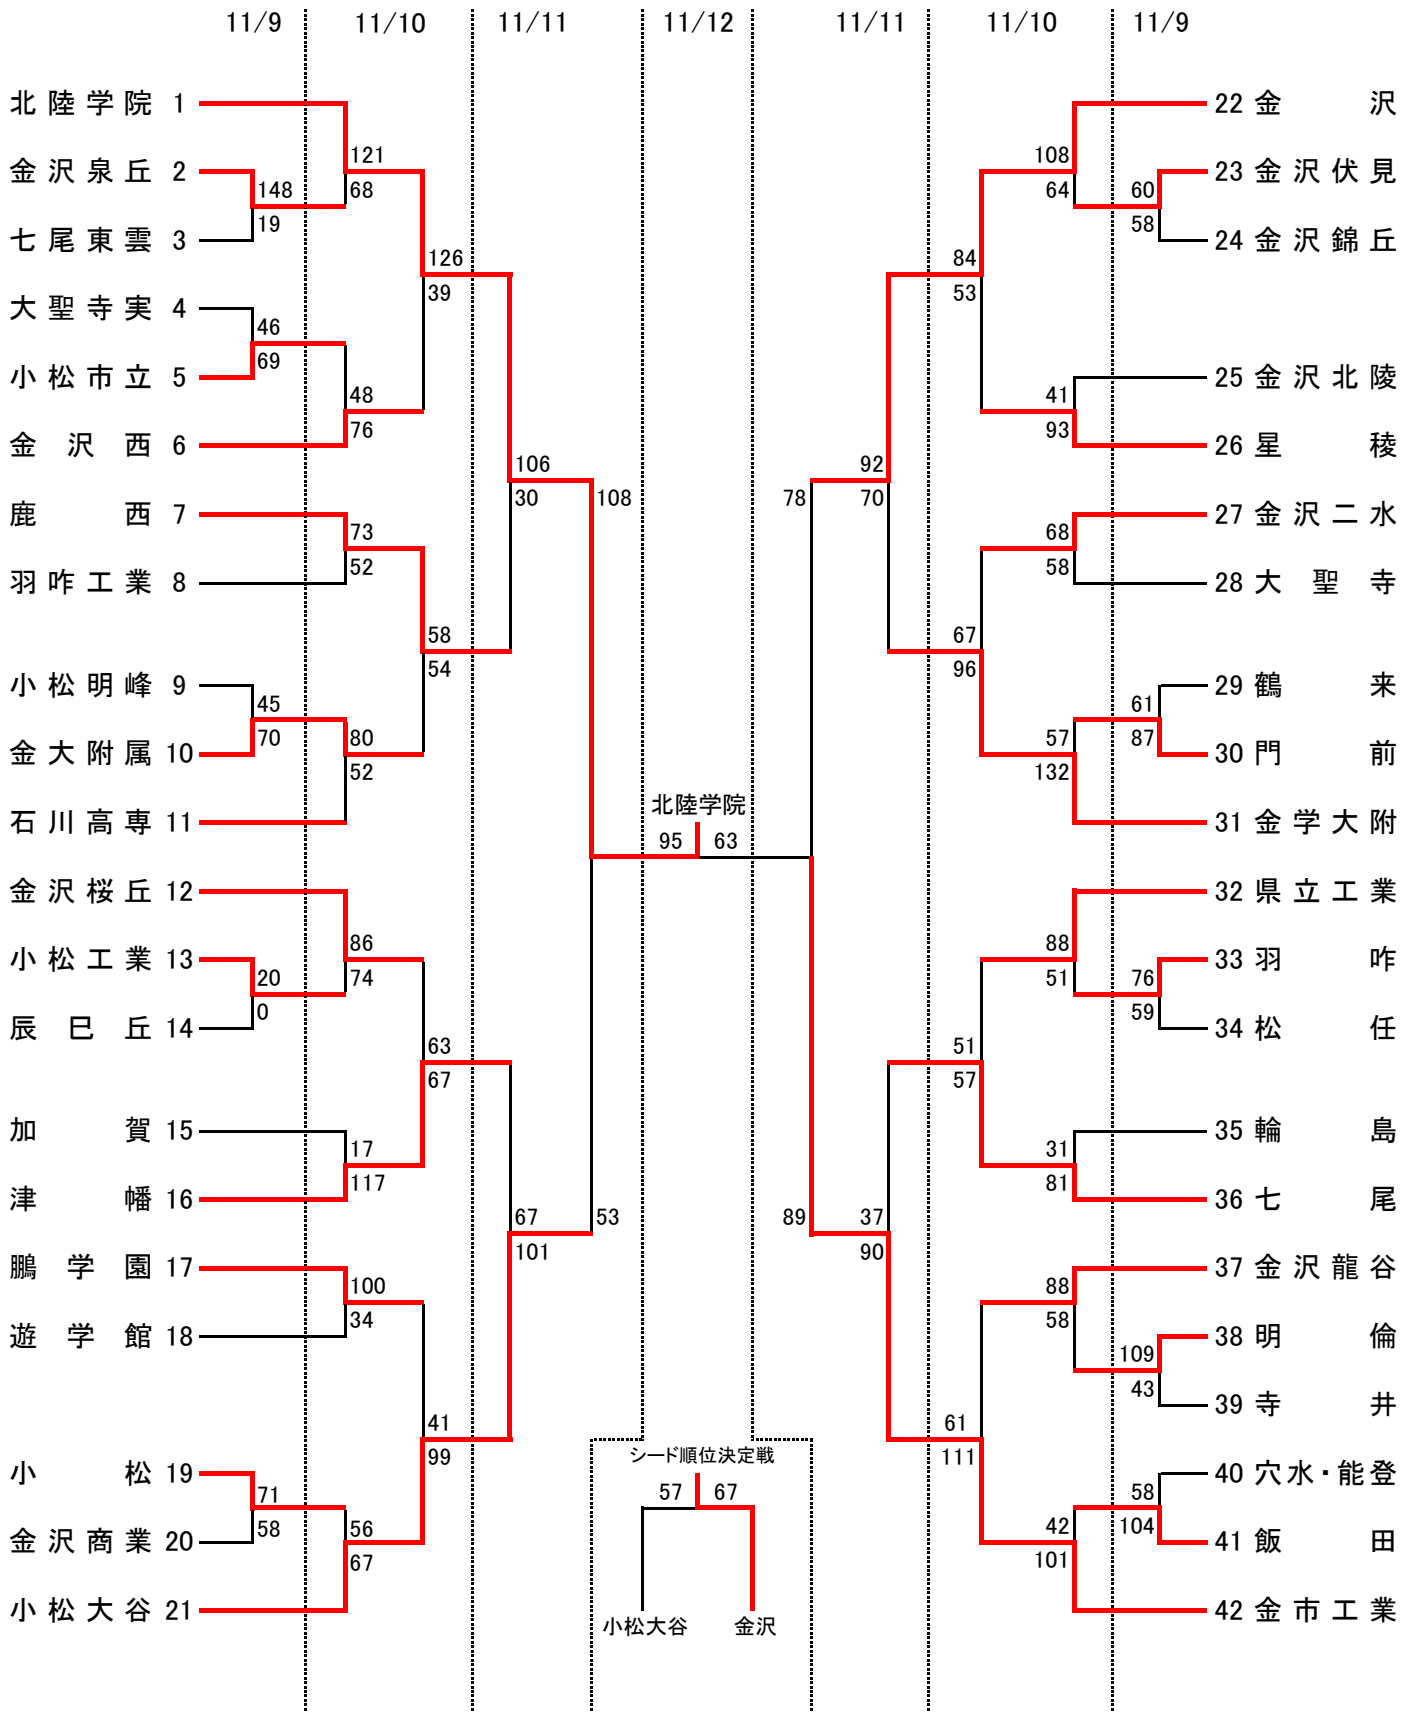 11/9 11/10 11/11 11/12 11/11 11/10 11/9
北陸学院 1 22 金沢
121 108
金沢泉丘 2 23 金沢伏見
148 68 64 60
19 58
七尾東雲 3 24 金沢錦丘
126 84
39 53
大聖寺実 4
46
69
小松市立 5 25 金沢北陵
48 41
76 93
金沢西 6 26 星稜
106 92
30 108 78 70
鹿西 7 27 金沢二水
73 68
52 58
羽咋工業 8 28 大聖寺
58 67
54 96
小松明峰 9 29 鶴来
45 61
70 80 57 87
金大附属 10 30 門前
52 132
北陸学院
石川高専 11 31 金学大附
95 63
金沢桜丘 12 32 県立工業
86 88
小松工業 13 33 羽咋
20 74 51 76
0 59
辰巳丘 14 34 松任
63 51
67 57
加賀 15 35 輪島
17 31
117 81
津幡 16 36 七尾
67 53 89 37
101 90
鵬学園 17 37 金沢龍谷
100 88
34 58
遊学館 18 38 明倫
109
43
39 寺井
41 61
99 111
シード順位決定戦
小松 19 40 穴水・能登
71 57 67 58
58 56 42 104
金沢商業 20 41 飯田
67 101
小松大谷 21 42 金市工業
小松大谷 金沢